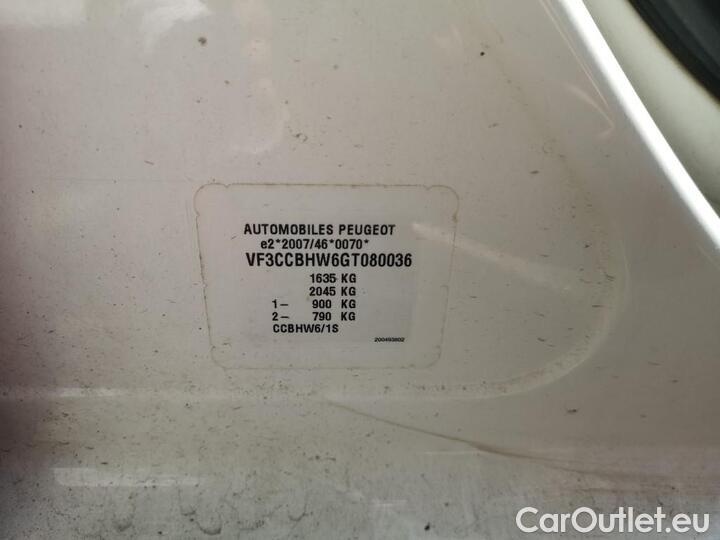 AUTOMOBILES PEUGEOT
e2*2007/46*0070*
VF3CCBHW6GT080036
1635 KG
2045 KG
1- 900 KG
2- 790 KG
CCBHW6/1S
200493802
CarOutlet.eu